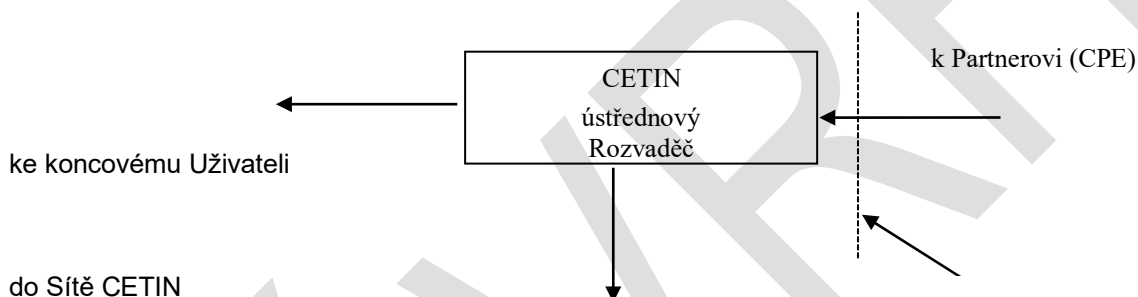 k Partnerovi (CPE)
CETIN
ústřednový
Rozvaděč
ke koncovému Uživateli
do Sítě CETIN